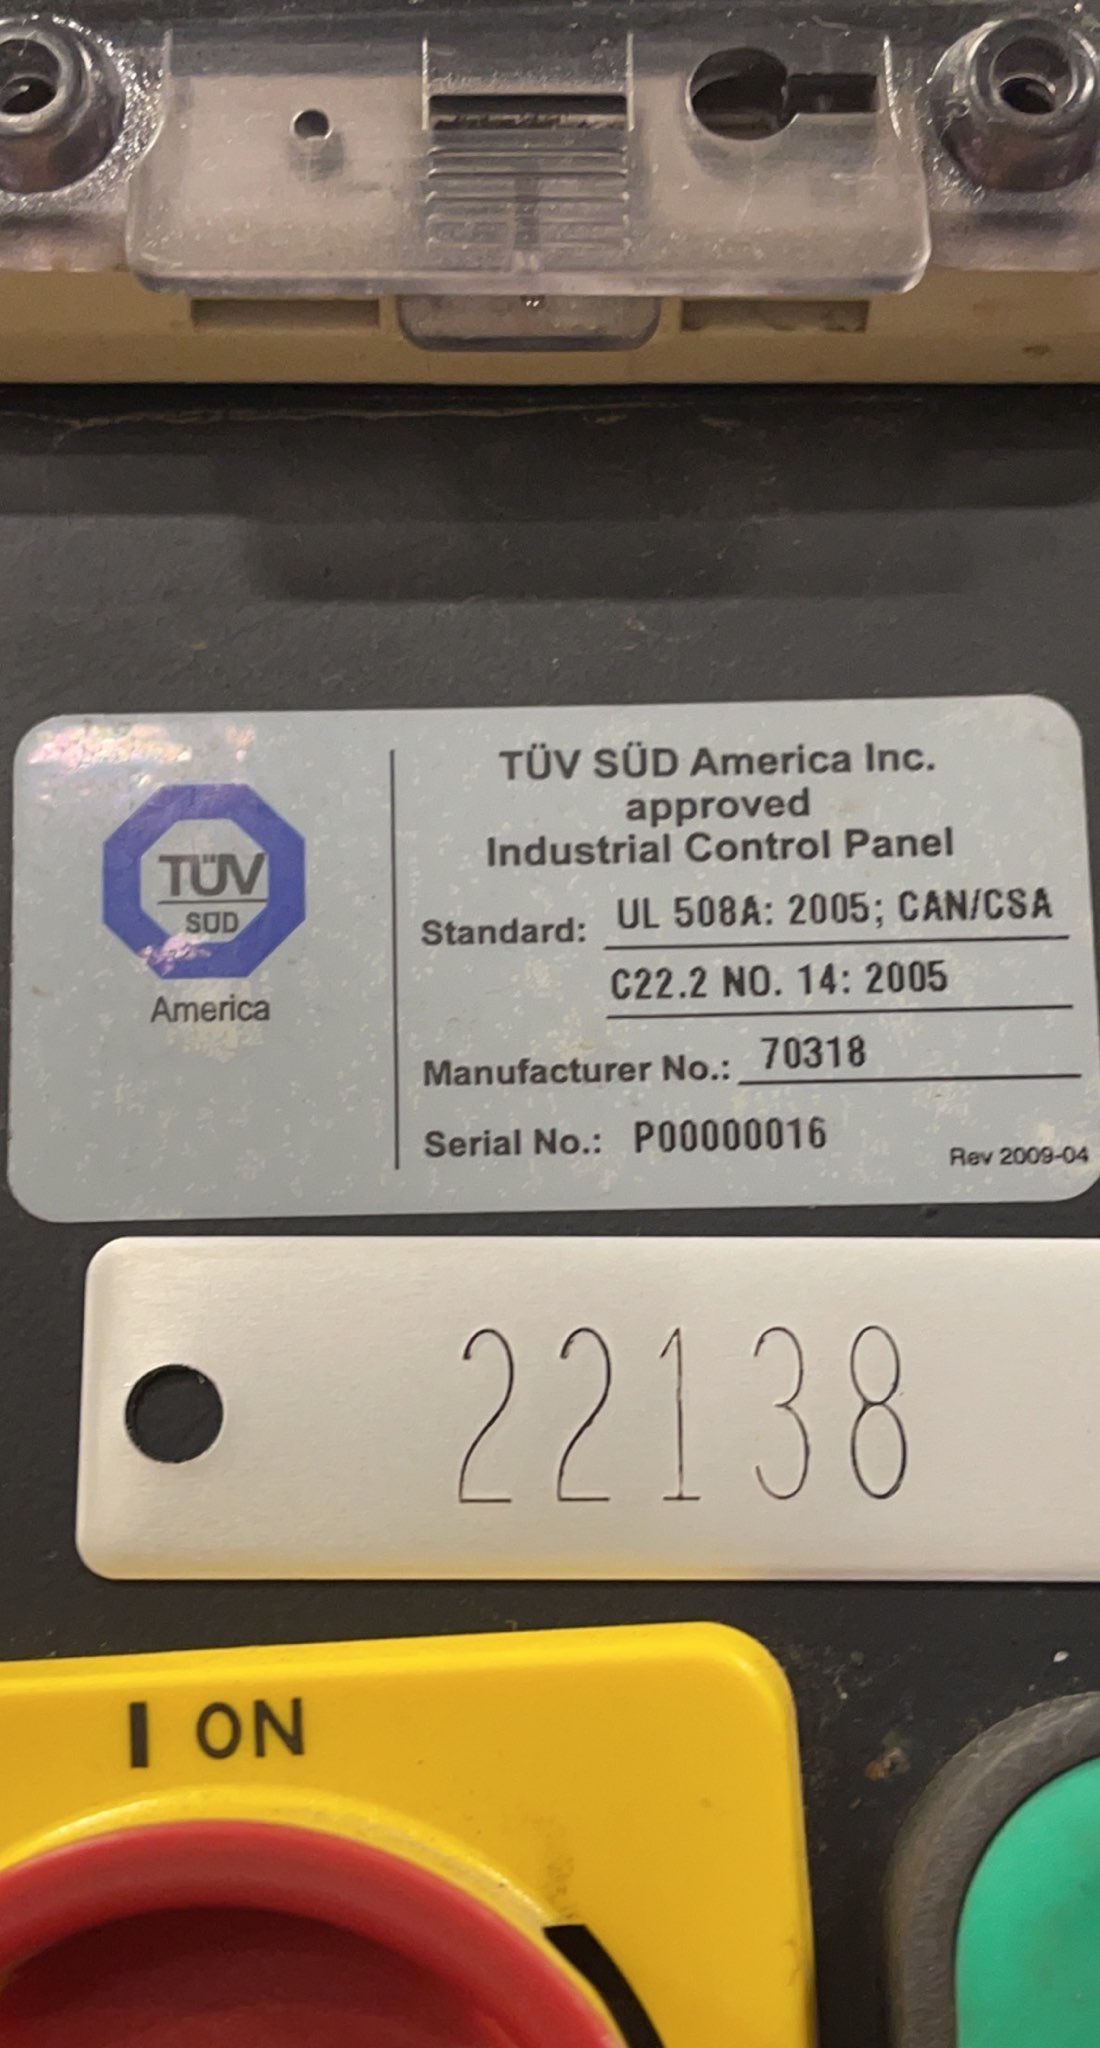 TÜV
SÜD
America
TÜV SÜD America Inc.
approved
Industrial Control Panel
Standard: UL 508A: 2005; CAN/CSA
C22.2 NO. 14: 2005
Manufacturer No.: 70318
Serial No.: P00000016
Rev 2009-04
22138
I ON